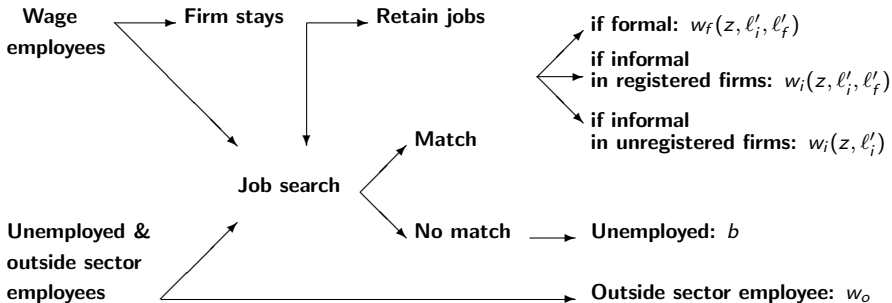 Wage
employees
Firm stays
Retain jobs
if formal: w_f(z, ℓ'_i, ℓ'_f)
if informal
in registered firms: w_i(z, ℓ'_i, ℓ'_f)
if informal
in unregistered firms: w_i(z, ℓ'_i)
Match
Job search
No match
Unemployed: b
Unemployed &
outside sector
employees
Outside sector employee: w_o